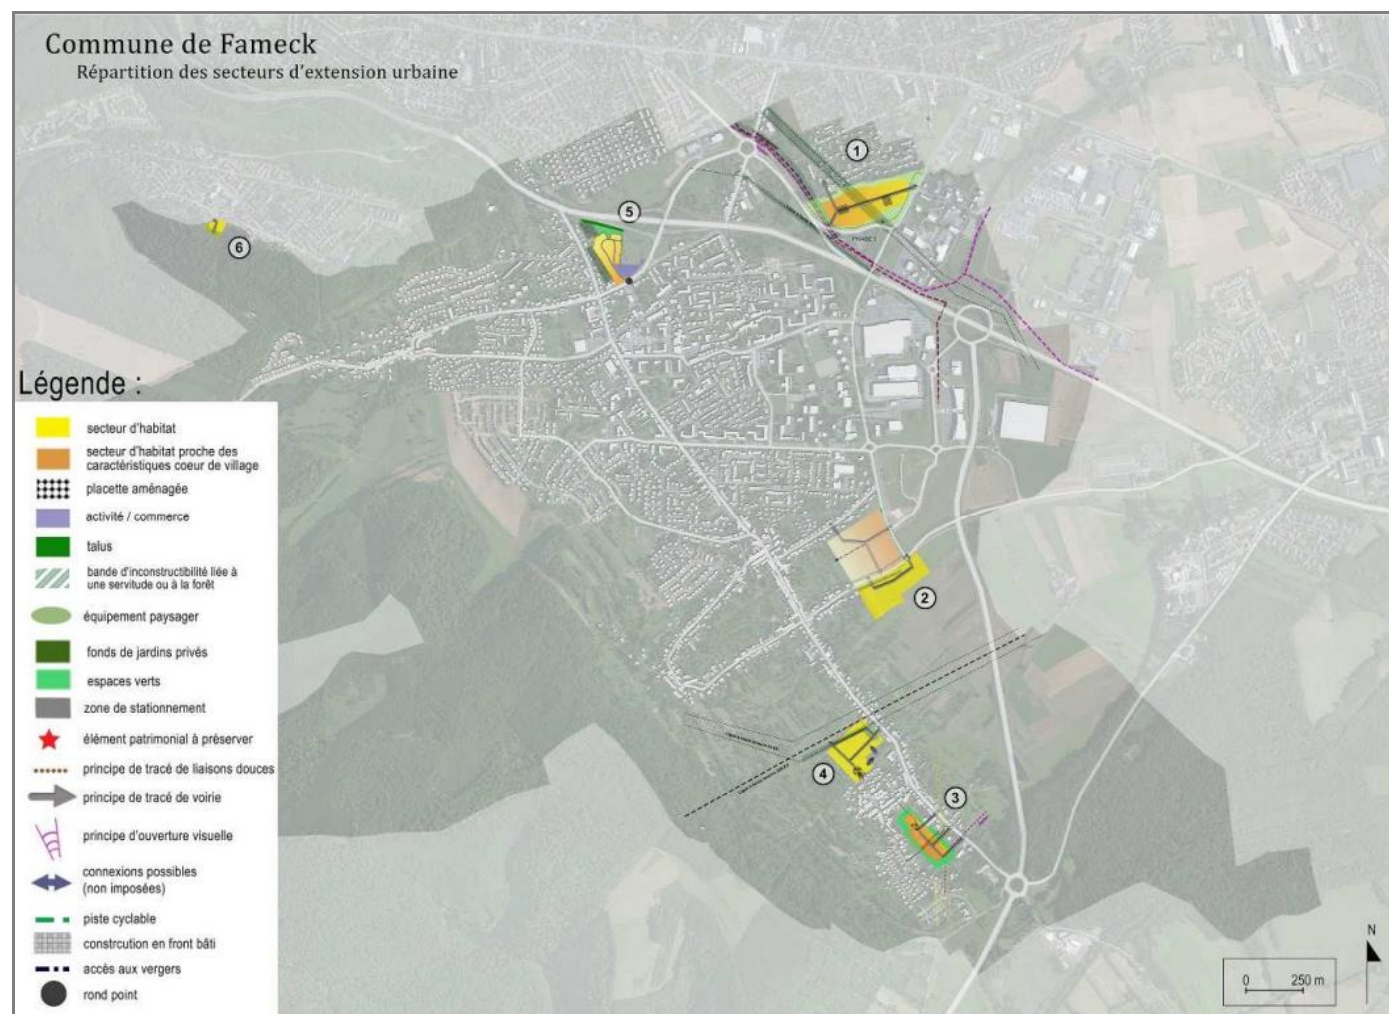 Commune de Fameck
Répartition des secteurs d'extension urbaine
1
5
6
2
4
3
PHASE 1
Légende :
secteur d'habitat
secteur d'habitat proche des
caractéristiques coeur de village
placette aménagée
activité / commerce
talus
bande d'inconstructibilité liée à
une servitude ou à la forêt
équipement paysager
fonds de jardins privés
espaces verts
zone de stationnement
élément patrimonial à préserver
principe de tracé de liaisons douces
principe de tracé de voirie
principe d'ouverture visuelle
connexions possibles
(non imposées)
piste cyclable
constrcution en front bâti
accès aux vergers
rond point
N
0 250 m